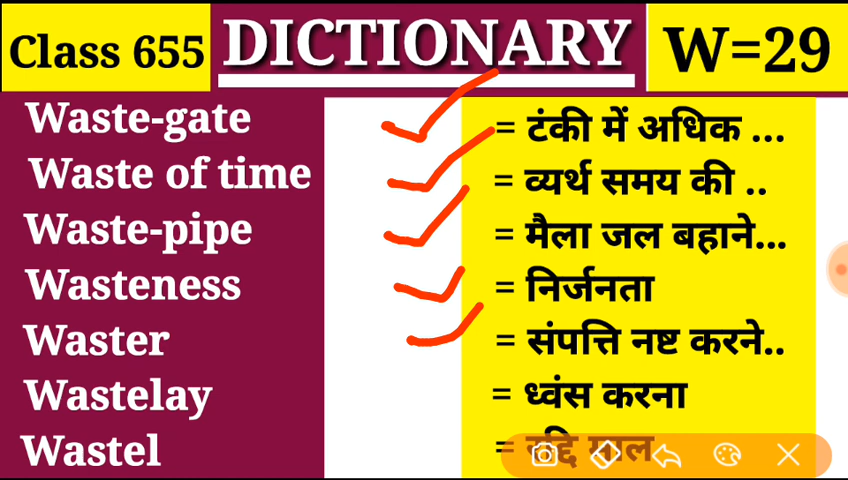 Class 655 DICTIONARY W=29
Waste-gate = टंकी में अधिक ...
Waste of time = व्यर्थ समय की ..
Waste-pipe = मैला जल बहाने...
Wasteness = निर्जनता
Waster = संपत्ति नष्ट करने..
Wastelay = ध्वंस करना
Wastel =